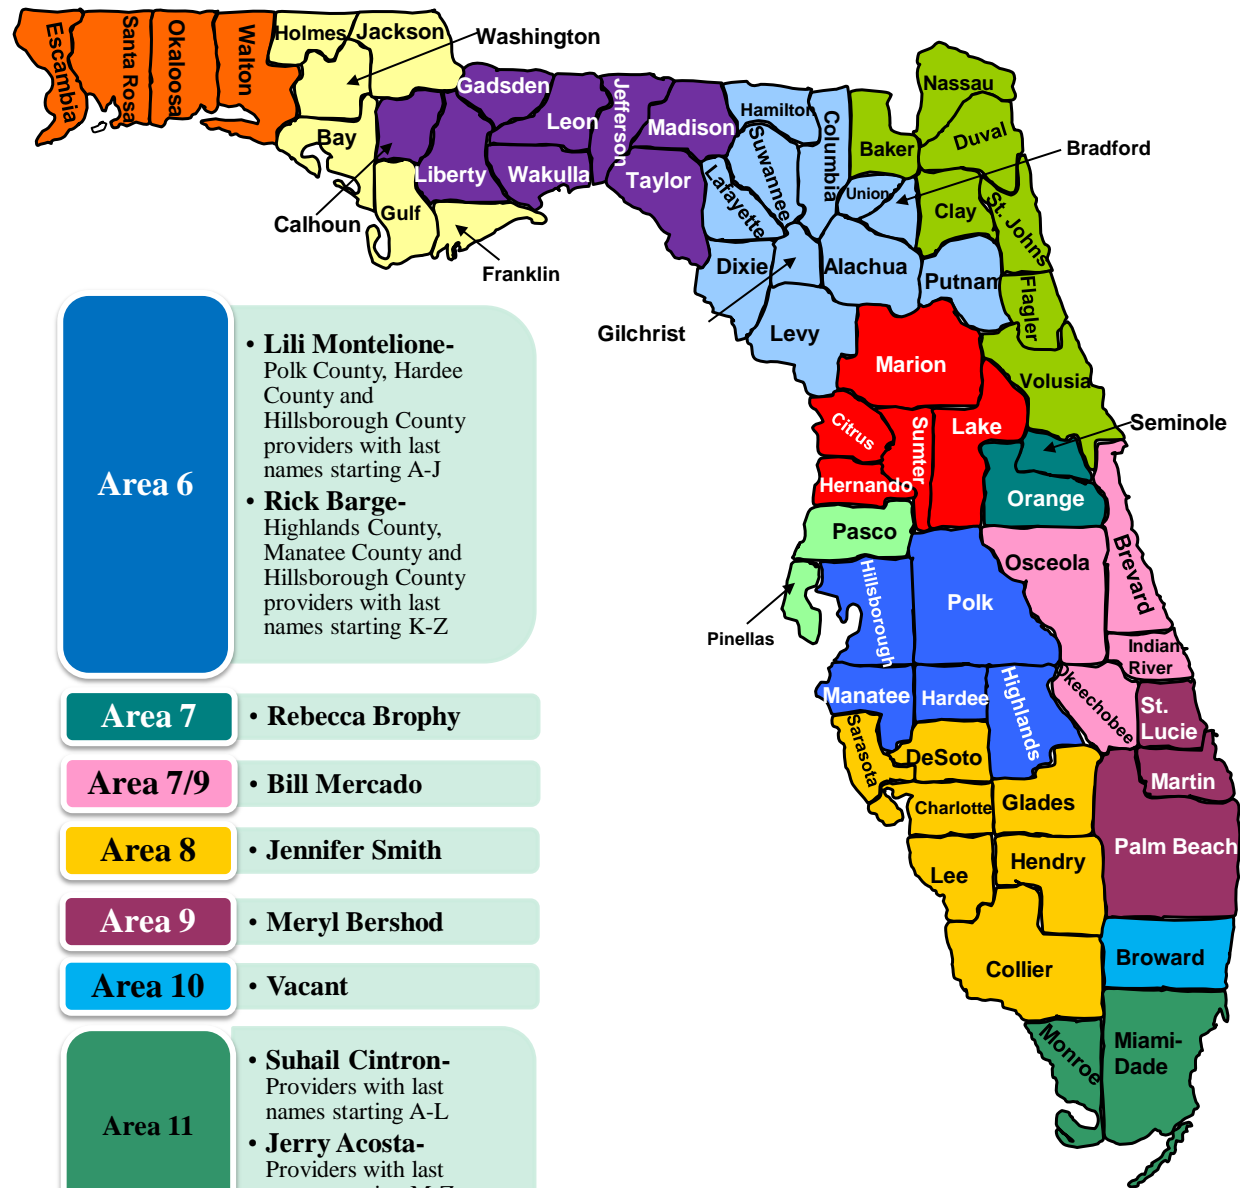 Escambia
Santa Rosa
Okaloosa
Walton
Holmes
Jackson
Washington
Bay
Calhoun
Gulf
Franklin
Gadsden
Liberty
Leon
Wakulla
Jefferson
Madison
Taylor
Hamilton
Suwannee
Lafayette
Columbia
Dixie
Gilchrist
Levy
Alachua
Union
Bradford
Putnam
Baker
Nassau
Duval
Clay
St. Johns
Flagler
Volusia
Marion
Citrus
Sumter
Lake
Hernando
Seminole
Orange
Pasco
Pinellas
Hillsborough
Polk
Osceola
Brevard
Indian
River
Manatee
Hardee
Highlands
Okeechobee
St.
Lucie
Sarasota
DeSoto
Martin
Charlotte
Glades
Palm Beach
Lee
Hendry
Collier
Broward
Monroe
Miami-
Dade
Area 6
• Lili Montelione-
Polk County, Hardee
County and
Hillsborough County
providers with last
names starting A-J
• Rick Barge-
Highlands County,
Manatee County and
Hillsborough County
providers with last
names starting K-Z
Area 7
• Rebecca Brophy
Area 7/9
• Bill Mercado
Area 8
• Jennifer Smith
Area 9
• Meryl Bershod
Area 10
• Vacant
Area 11
• Suhail Cintron-
Providers with last
names starting A-L
• Jerry Acosta-
Providers with last